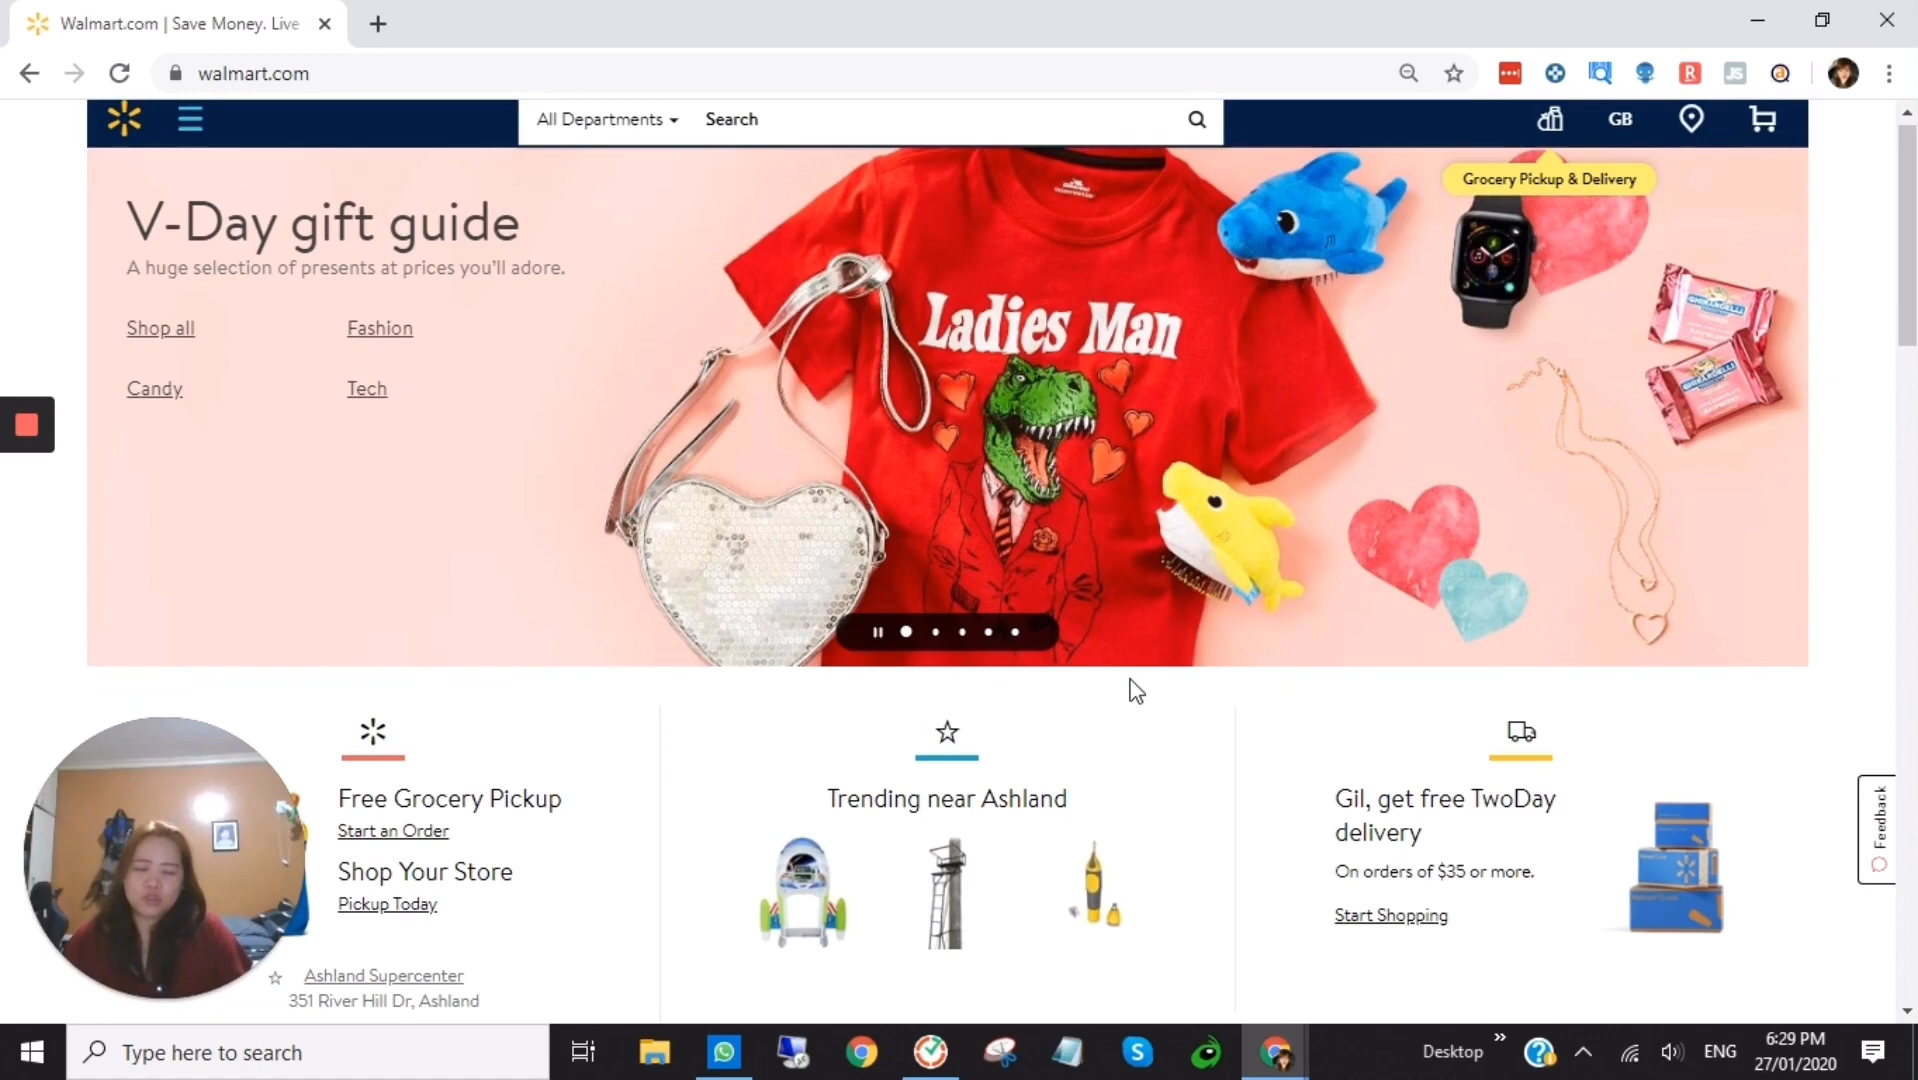 Walmart.com | Save Money. Live
walmart.com
All Departments
Search
GB
Grocery Pickup & Delivery
V-Day gift guide
A huge selection of presents at prices you'll adore.
Shop all
Fashion
Candy
Tech
Ladies Man
GHIRARDELLI
GHIRARDELLI
Free Grocery Pickup
Start an Order
Shop Your Store
Pickup Today
Ashland Supercenter
351 River Hill Dr, Ashland
Trending near Ashland
Gil, get free TwoDay
delivery
On orders of $35 or more.
Start Shopping
Feedback
Type here to search
Desktop
ENG
6:29 PM
27/01/2020